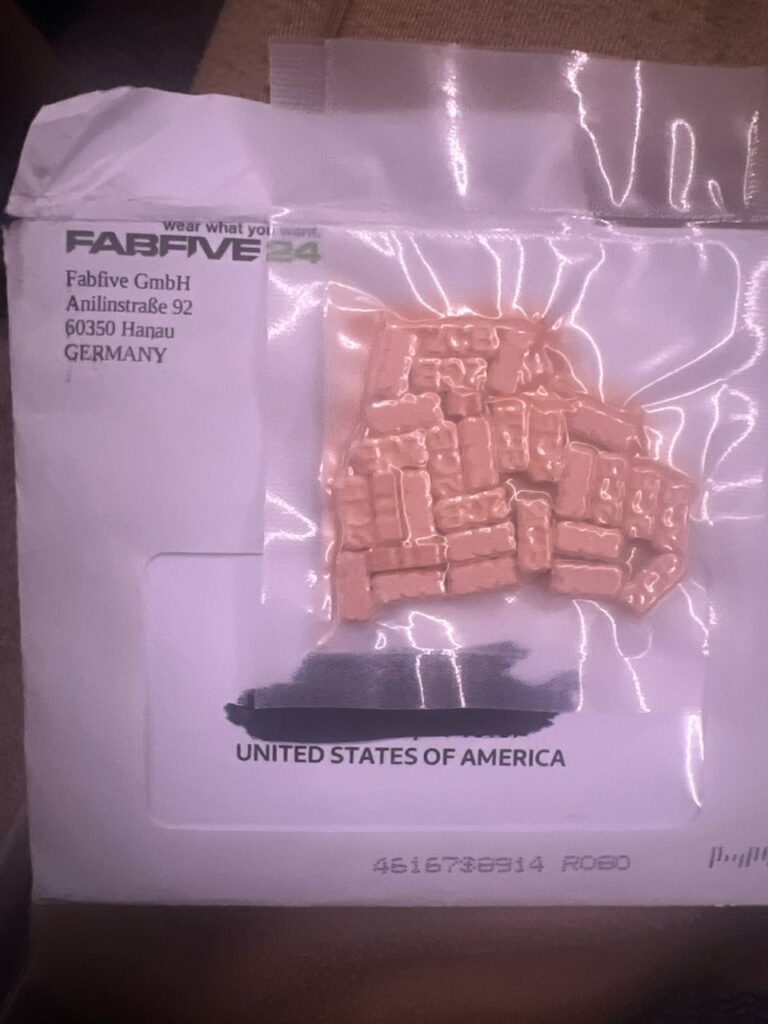 wear what you want.
FABFIVE24
Fabfive GmbH
Anilinstraße 92
60350 Hanau
GERMANY
UNITED STATES OF AMERICA
4616738914 R080